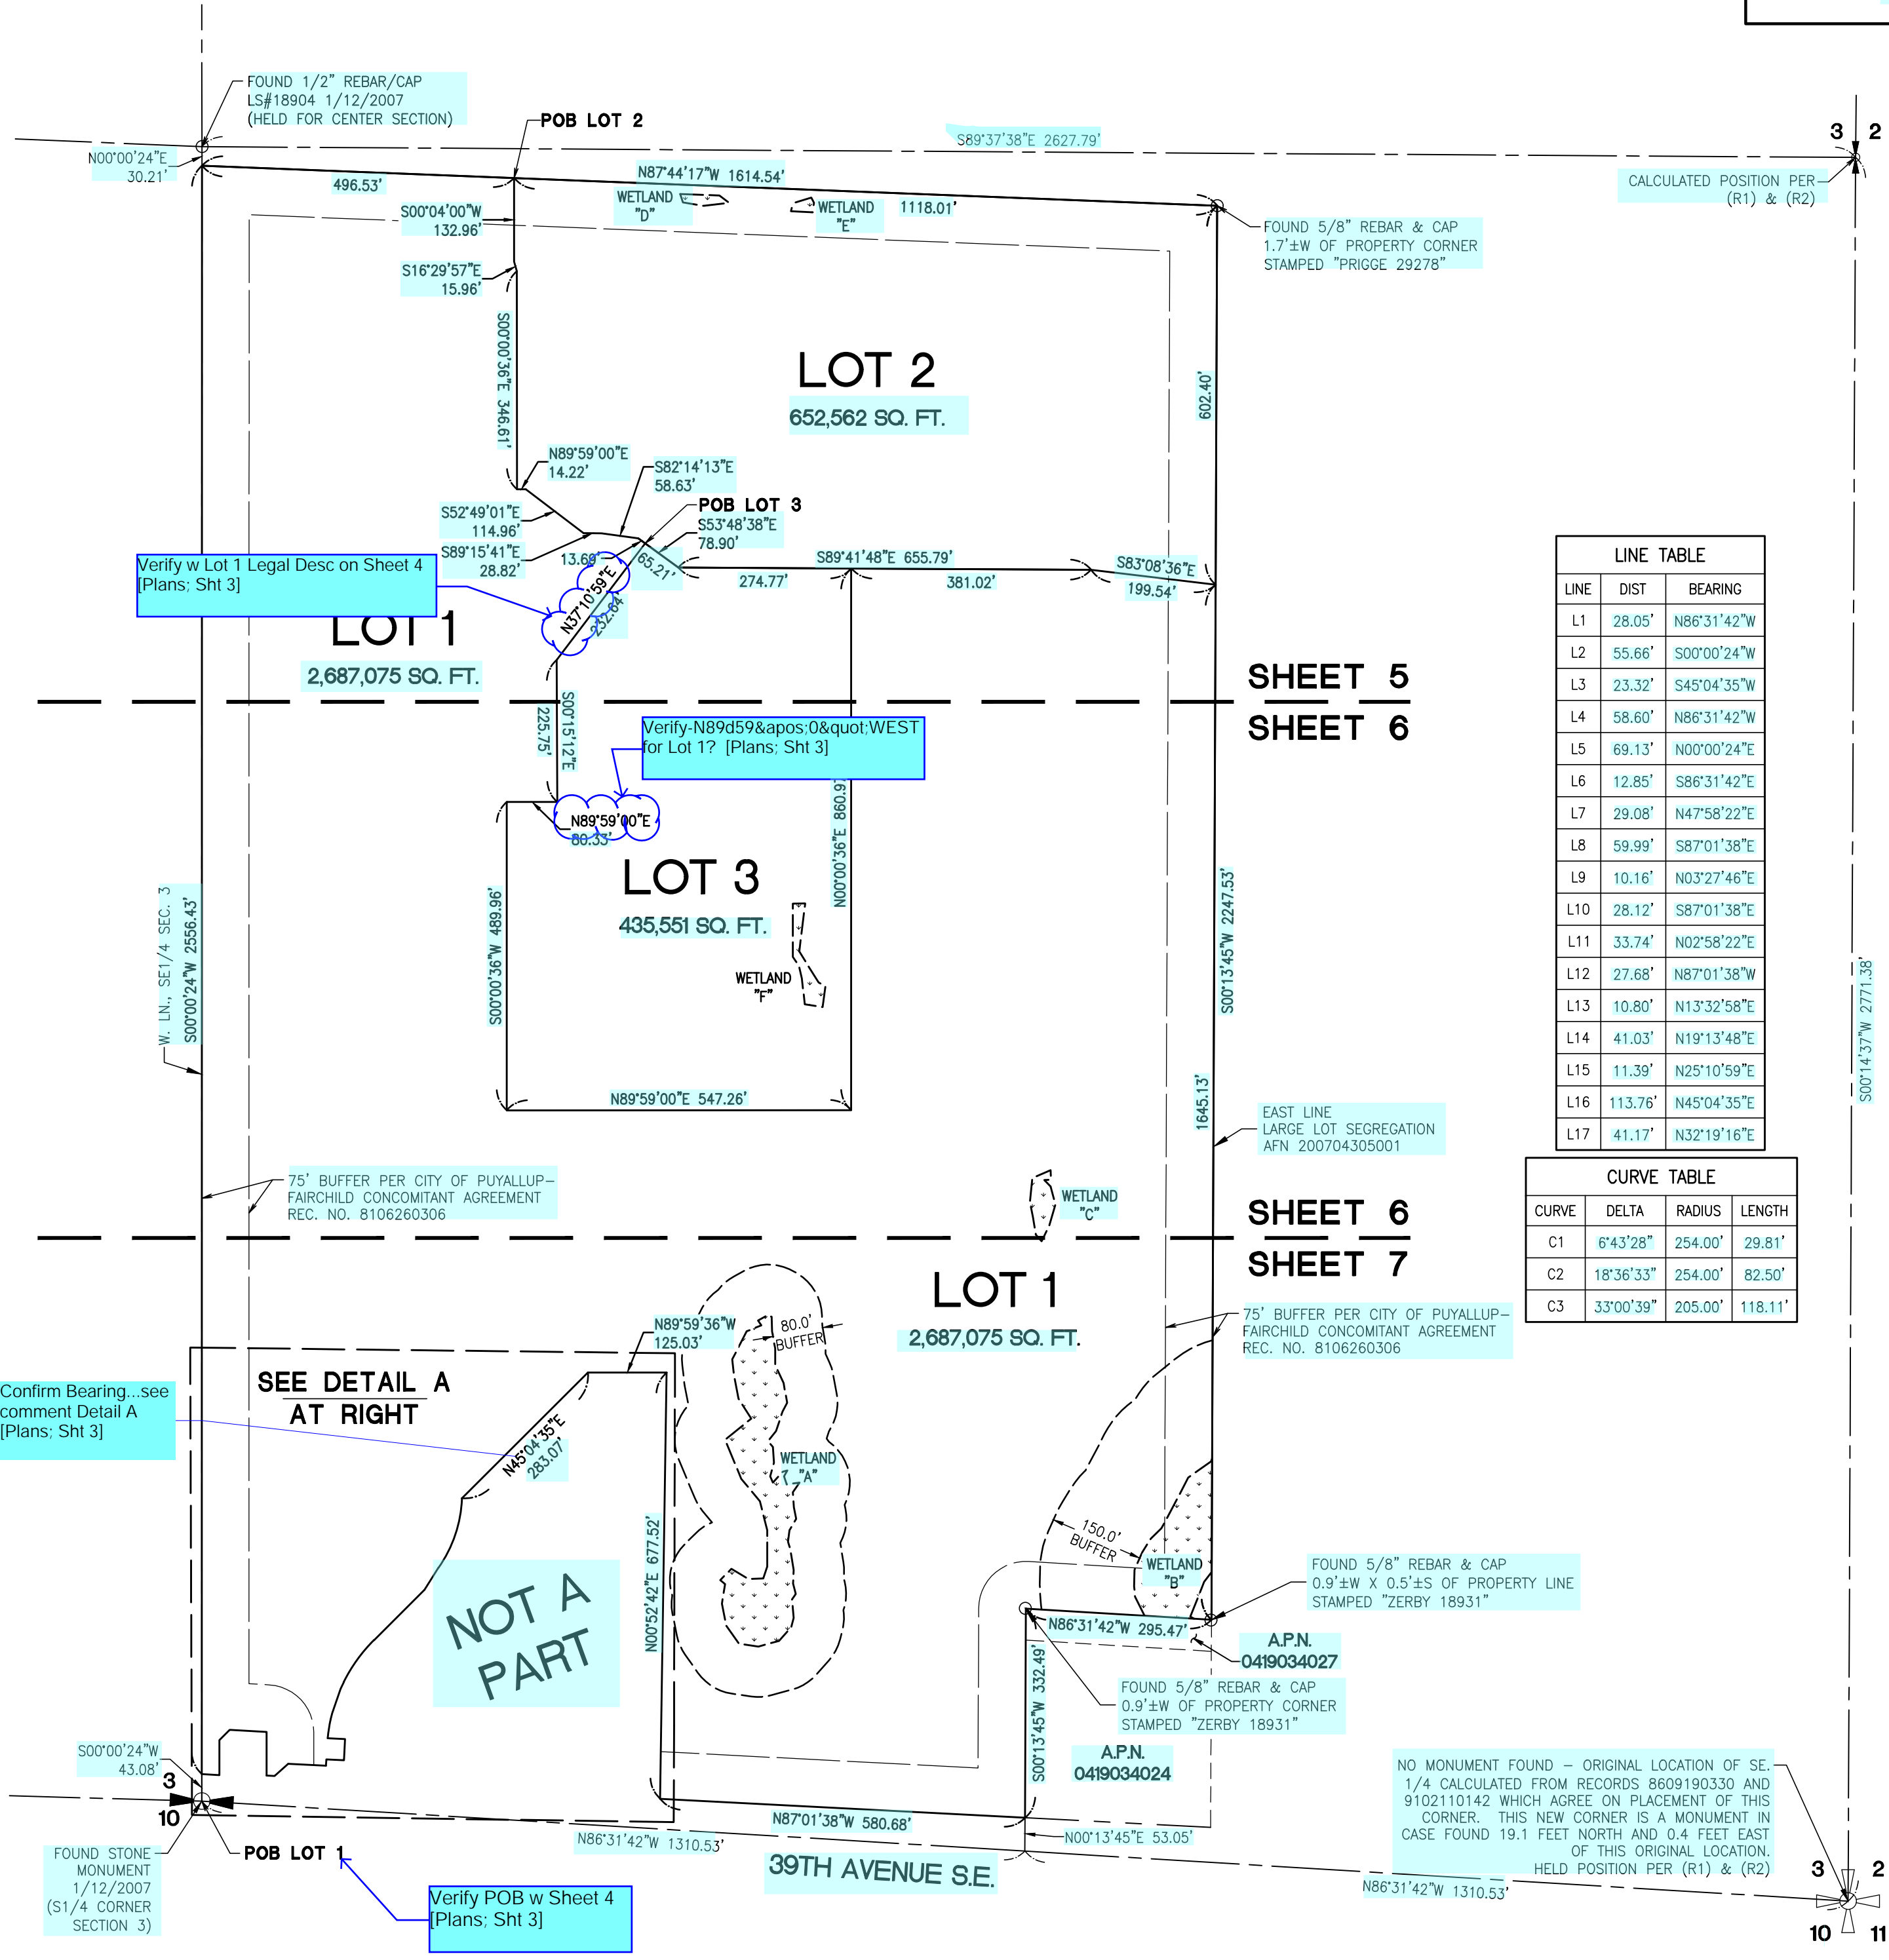 FOUND 1/2" REBAR/CAP
LS#18904 1/12/2007
(HELD FOR CENTER SECTION)
POB LOT 2
S89°37'38"E 2627.79'
3 2
N00°00'24"E
30.21'
496.53'
N87°44'17"W 1614.54'
1118.01'
WETLAND
"D"
WETLAND
"E"
CALCULATED POSITION PER
(R1) & (R2)
S00°04'00"W
132.96'
FOUND 5/8" REBAR & CAP
1.7'±W OF PROPERTY CORNER
STAMPED "PRIGGE 29278"
S16°29'57"E
15.96'
S00°00'36"E 346.61'
LOT 2
652,562 SQ. FT.
602.40'
N89°59'00"E
14.22'
S82°14'13"E
58.63'
POB LOT 3
S52°49'01"E
114.96'
S53°48'38"E
78.90'
S89°15'41"E
28.82'
13.69'
65.21'
S89°41'48"E 655.79'
274.77'
381.02'
S83°08'36"E
199.54'
Verify w Lot 1 Legal Desc on Sheet 4
[Plans; Sht 3]
N37°10'59"E
232.64'
LOT 1
2,687,075 SQ. FT.
SHEET 5
SHEET 6
S00°15'12"E
225.75'
Verify-N89d59&apos;0&quot;WEST
for Lot 1? [Plans; Sht 3]
N00°00'36"E 860.97
N89°59'00"E
80.33'
LOT 3
435,551 SQ. FT.
WETLAND
"F"
S00°00'36"W 489.96'
W. LN., SE1/4 SEC. 3
S00°00'24"W 2556.43'
S00°13'45"W 2247.53'
1645.13'
S00°14'37"W 2771.38'
N89°59'00"E 547.26'
EAST LINE
LARGE LOT SEGREGATION
AFN 200704305001
LINE TABLE
LINE DIST BEARING
L1 28.05' N86°31'42"W
L2 55.66' S00°00'24"W
L3 23.32' S45°04'35"W
L4 58.60' N86°31'42"W
L5 69.13' N00°00'24"E
L6 12.85' S86°31'42"E
L7 29.08' N47°58'22"E
L8 59.99' S87°01'38"E
L9 10.16' N03°27'46"E
L10 28.12' S87°01'38"E
L11 33.74' N02°58'22"E
L12 27.68' N87°01'38"W
L13 10.80' N13°32'58"E
L14 41.03' N19°13'48"E
L15 11.39' N25°10'59"E
L16 113.76' N45°04'35"E
L17 41.17' N32°19'16"E
CURVE TABLE
CURVE DELTA RADIUS LENGTH
C1 6°43'28" 254.00' 29.81'
C2 18°36'33" 254.00' 82.50'
C3 33°00'39" 205.00' 118.11'
75' BUFFER PER CITY OF PUYALLUP-
FAIRCHILD CONCOMITANT AGREEMENT
REC. NO. 8106260306
WETLAND
"C"
SHEET 6
SHEET 7
LOT 1
2,687,075 SQ. FT.
75' BUFFER PER CITY OF PUYALLUP-
FAIRCHILD CONCOMITANT AGREEMENT
REC. NO. 8106260306
N89°59'36"W
125.03'
80.0'
BUFFER
SEE DETAIL A
AT RIGHT
Confirm Bearing...see
comment Detail A
[Plans; Sht 3]
N45°04'35"E
283.07'
WETLAND
"A"
N00°52'42"E 677.52'
NOT A
PART
150.0'
BUFFER
WETLAND
"B"
FOUND 5/8" REBAR & CAP
0.9'±W X 0.5'±S OF PROPERTY LINE
STAMPED "ZERBY 18931"
N86°31'42"W 295.47'
A.P.N.
0419034027
S00°13'45"W 332.49'
FOUND 5/8" REBAR & CAP
0.9'±W OF PROPERTY CORNER
STAMPED "ZERBY 18931"
A.P.N.
0419034024
S00°00'24"W
43.08'
3
10
NO MONUMENT FOUND – ORIGINAL LOCATION OF SE.
1/4 CALCULATED FROM RECORDS 8609190330 AND
9102110142 WHICH AGREE ON PLACEMENT OF THIS
CORNER. THIS NEW CORNER IS A MONUMENT IN
CASE FOUND 19.1 FEET NORTH AND 0.4 FEET EAST
OF THIS ORIGINAL LOCATION.
HELD POSITION PER (R1) & (R2)
N87°01'38"W 580.68'
N86°31'42"W 1310.53'
N00°13'45"E 53.05'
FOUND STONE
MONUMENT
1/12/2007
(S1/4 CORNER
SECTION 3)
POB LOT 1
39TH AVENUE S.E.
N86°31'42"W 1310.53'
3 2
10 11
Verify POB w Sheet 4
[Plans; Sht 3]